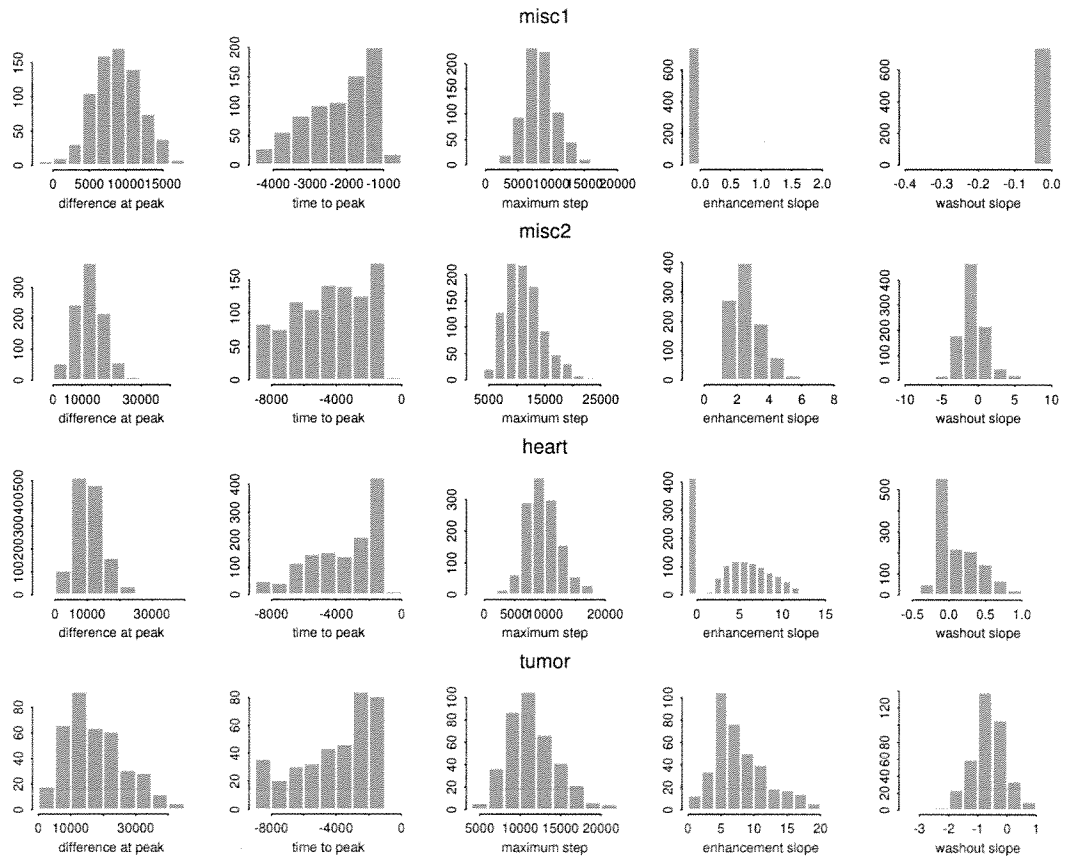 misc1
0 50 100 150
0 5000 10000 15000
difference at peak
0 50 100 150 200
-4000 -3000 -2000 -1000
time to peak
0 50 100 150 200
0 5000 10000 15000 20000
maximum step
0 200 400 600
0.0 0.5 1.0 1.5 2.0
enhancement slope
0 200 400 600
-0.4 -0.3 -0.2 -0.1 0.0
washout slope
misc2
0 100 200 300
0 10000 30000
difference at peak
0 50 100 150
-8000 -4000 0
time to peak
0 50 100 150 200
5000 15000 25000
maximum step
0 100 200 300 400
0 2 4 6 8
enhancement slope
0 100 200 300 400
-10 -5 0 5 10
washout slope
heart
0 100 200 300 400 500
0 10000 30000
difference at peak
0 100 200 300 400
-8000 -4000 0
time to peak
0 100 200 300
0 5000 10000 20000
maximum step
0 100 200 300 400
0 5 10 15
enhancement slope
0 100 300 500
-0.5 0.0 0.5 1.0
washout slope
tumor
0 20 40 60 80
0 10000 30000
difference at peak
0 20 40 60 80
-8000 -4000 0
time to peak
0 20 40 60 80 100
5000 10000 15000 20000
maximum step
0 20 40 60 80 100
0 5 10 15 20
enhancement slope
0 20 40 60 80 120
-3 -2 -1 0 1
washout slope